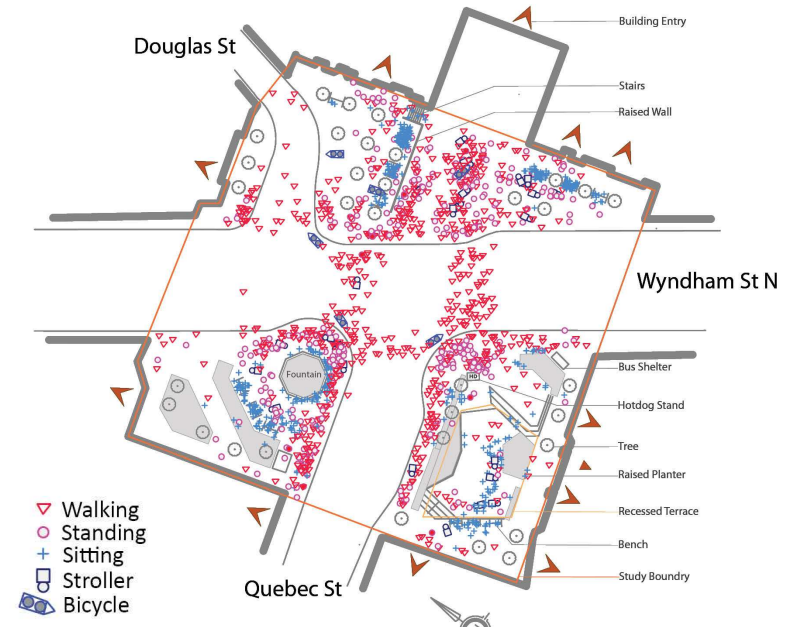 Douglas St
Building Entry
Stairs
Raised Wall
Wyndham St N
Fountain
HD
Bus Shelter
Hotdog Stand
Tree
Raised Planter
Recessed Terrace
Bench
Study Boundry
Walking
Standing
Sitting
Stroller
Bicycle
Quebec St